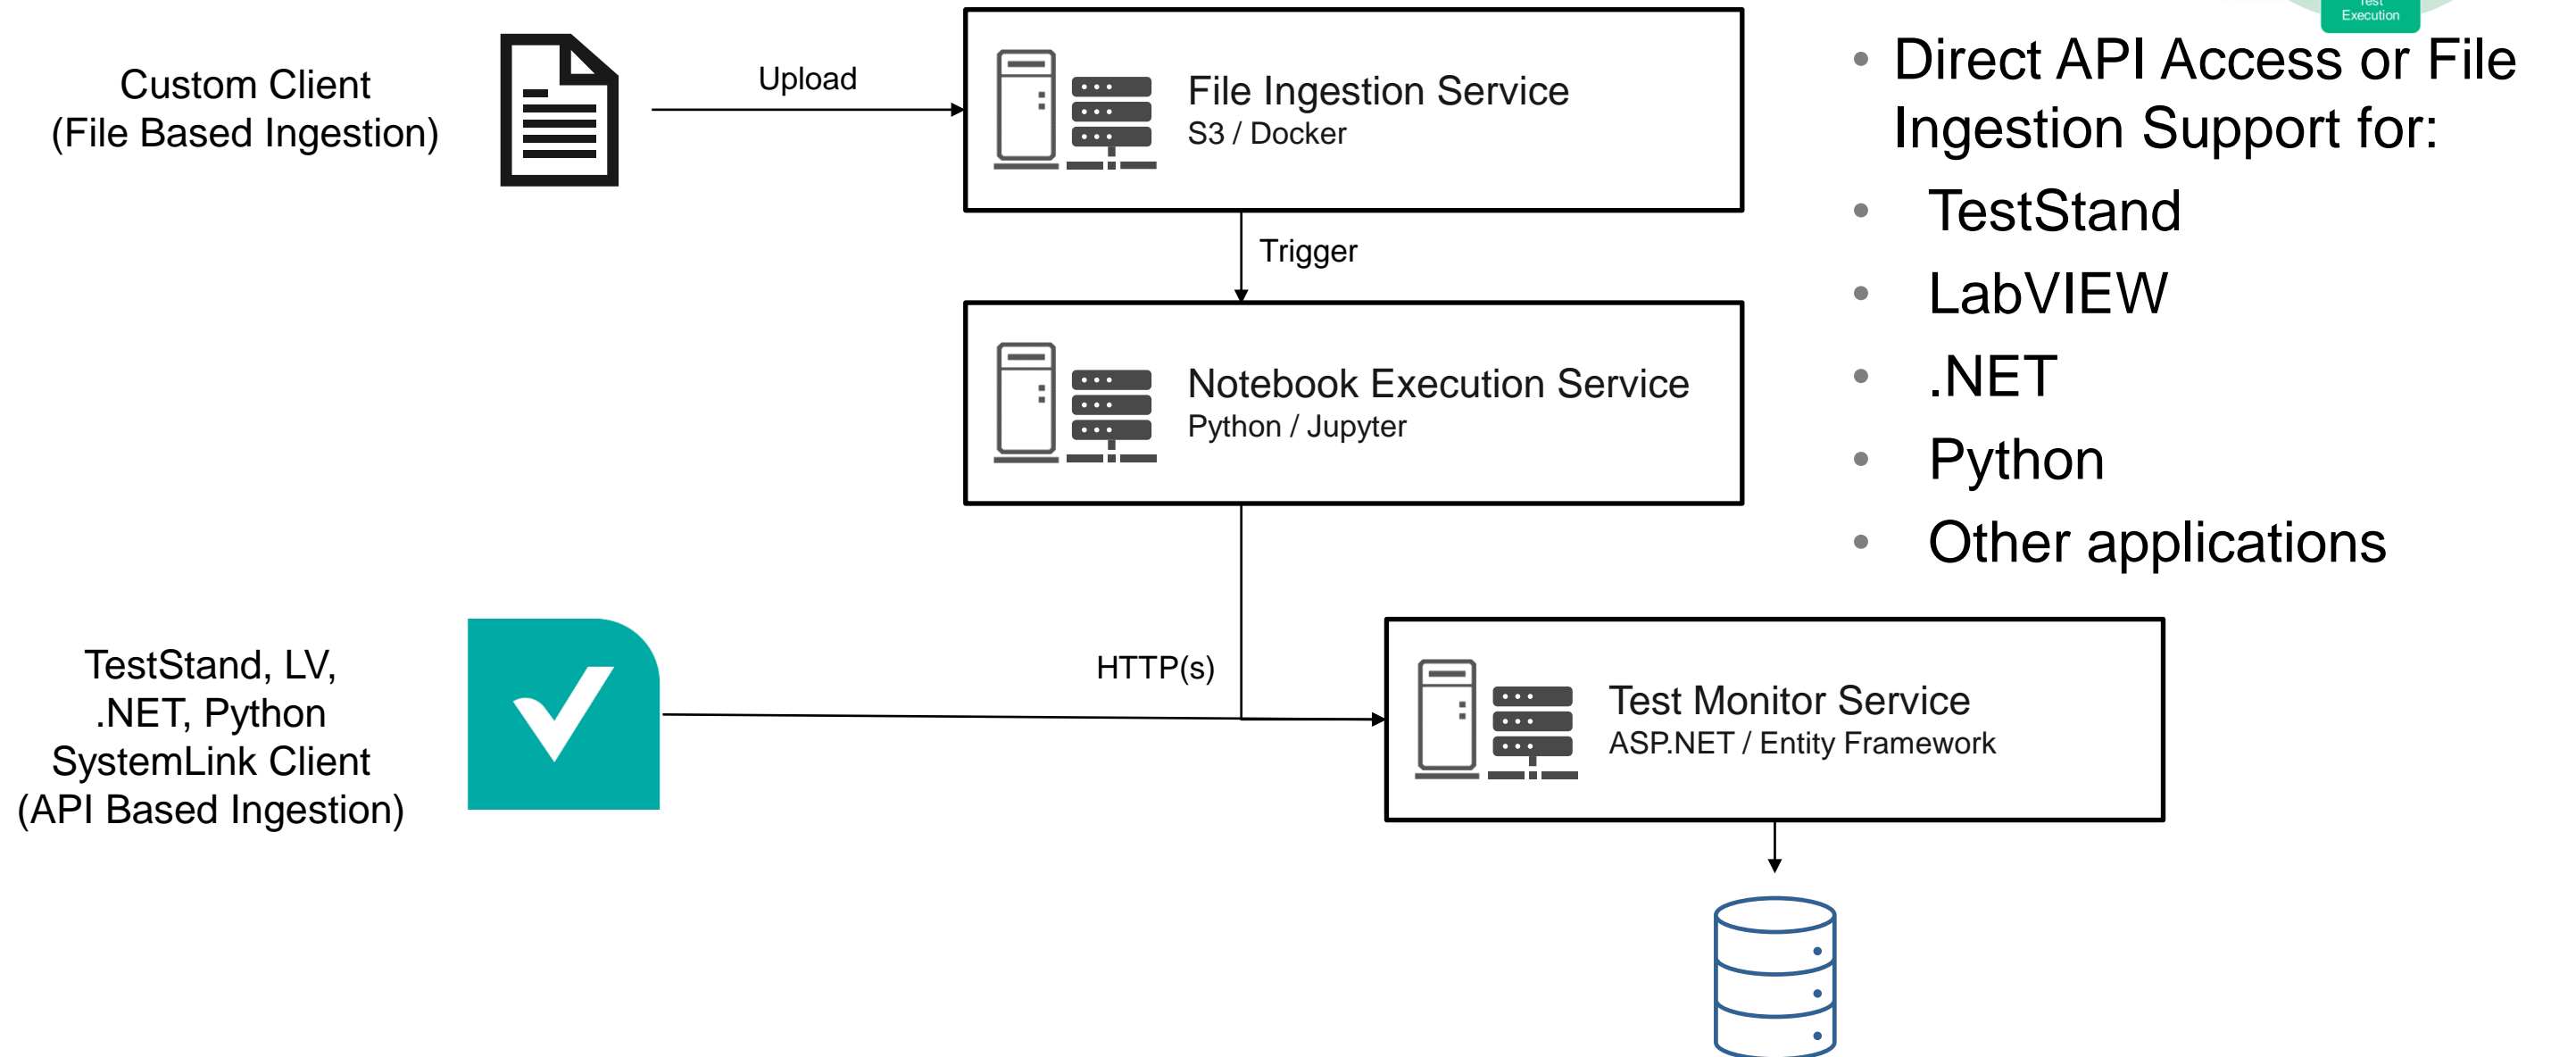 Test
Execution
Custom Client
(File Based Ingestion)
Upload
File Ingestion Service
S3 / Docker
Trigger
Notebook Execution Service
Python / Jupyter
• Direct API Access or File
Ingestion Support for:
• TestStand
• LabVIEW
• .NET
• Python
• Other applications
TestStand, LV,
.NET, Python
SystemLink Client
(API Based Ingestion)
HTTP(s)
Test Monitor Service
ASP.NET / Entity Framework